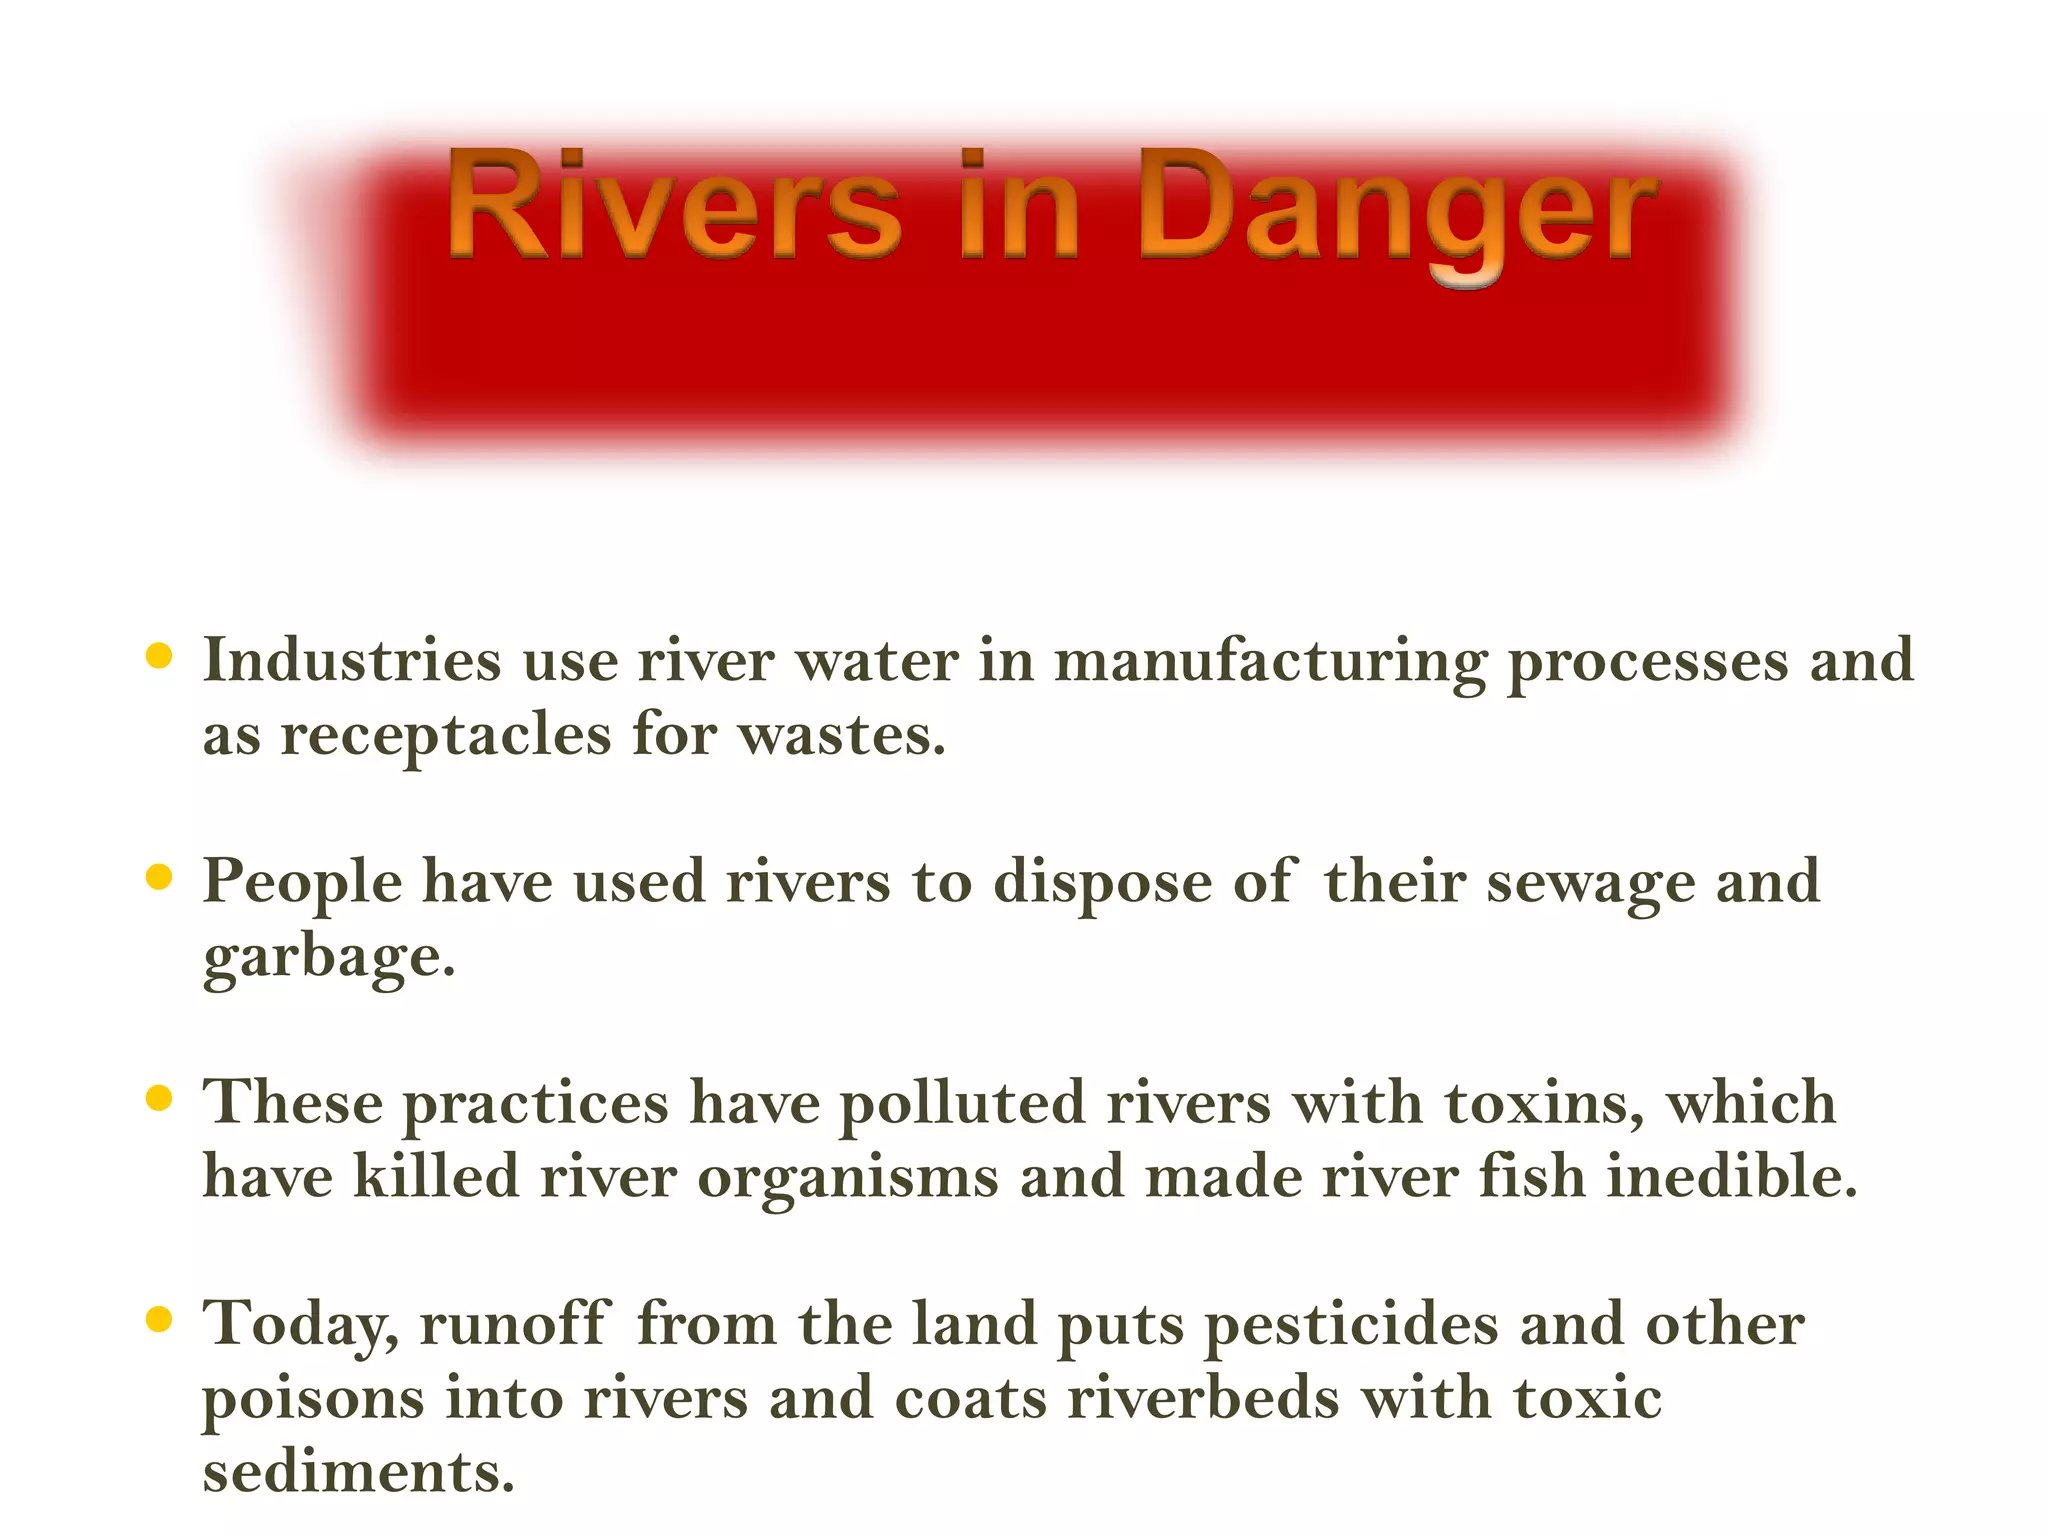 Rivers in Danger
• Industries use river water in manufacturing processes and
as receptacles for wastes.
• People have used rivers to dispose of their sewage and
garbage.
• These practices have polluted rivers with toxins, which
have killed river organisms and made river fish inedible.
• Today, runoff from the land puts pesticides and other
poisons into rivers and coats riverbeds with toxic
sediments.